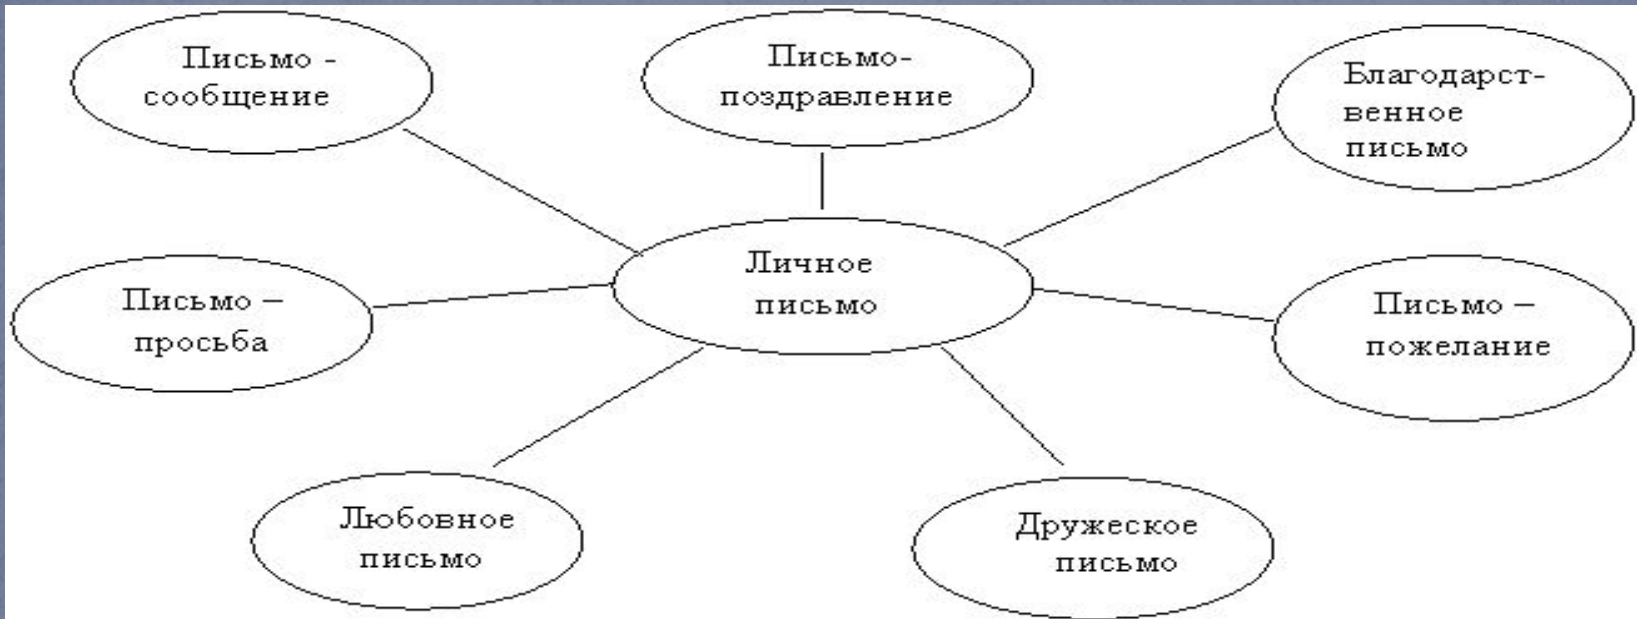 Письмо -
сообщение
Письмо-
поздравление
Благодарст-
венное
письмо
Личное
письмо
Письмо –
просьба
Письмо –
пожелание
Любовное
письмо
Дружеское
письмо